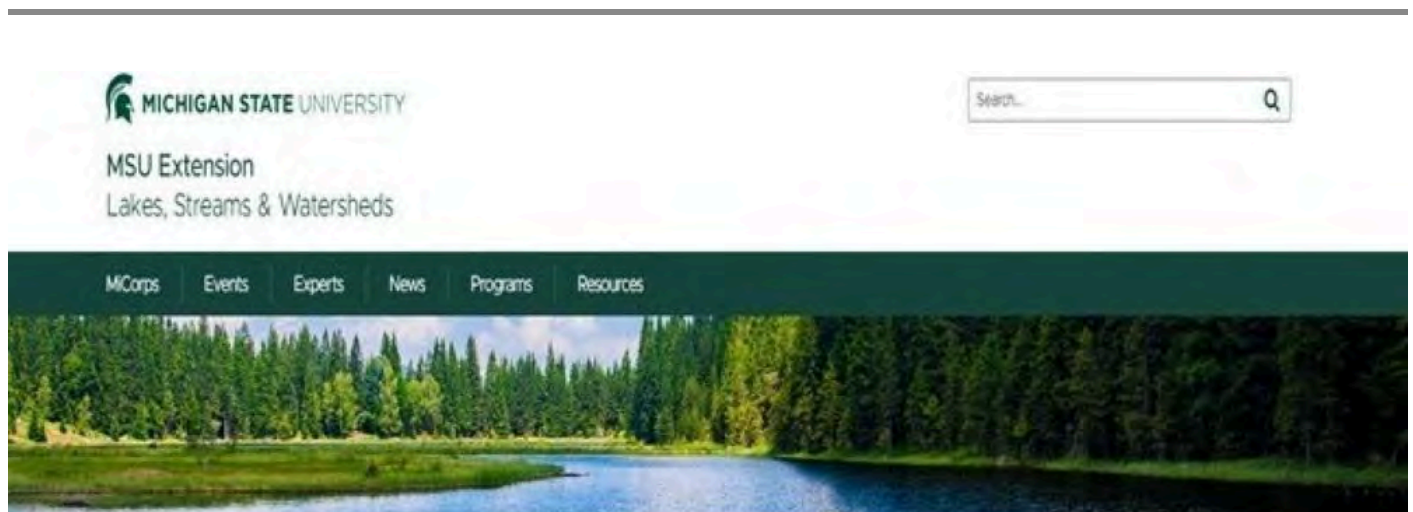 MICHIGAN STATE UNIVERSITY
Search...
MSU Extension
Lakes, Streams & Watersheds
MiCorps Events Experts News Programs Resources